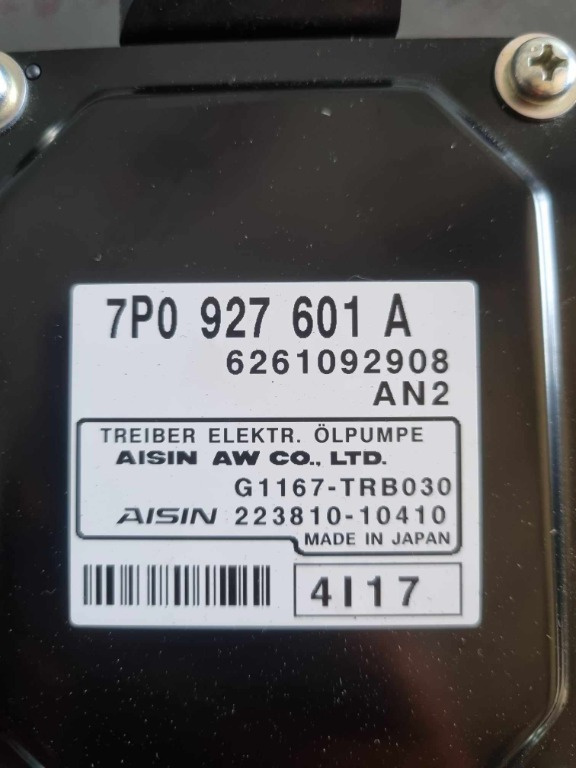 7P0 927 601 A
6261092908
AN2
TREIBER ELEKTR. ÖLPUMPE
AISIN AW CO., LTD.
G1167-TRB030
AISIN 223810-10410
MADE IN JAPAN
4I17